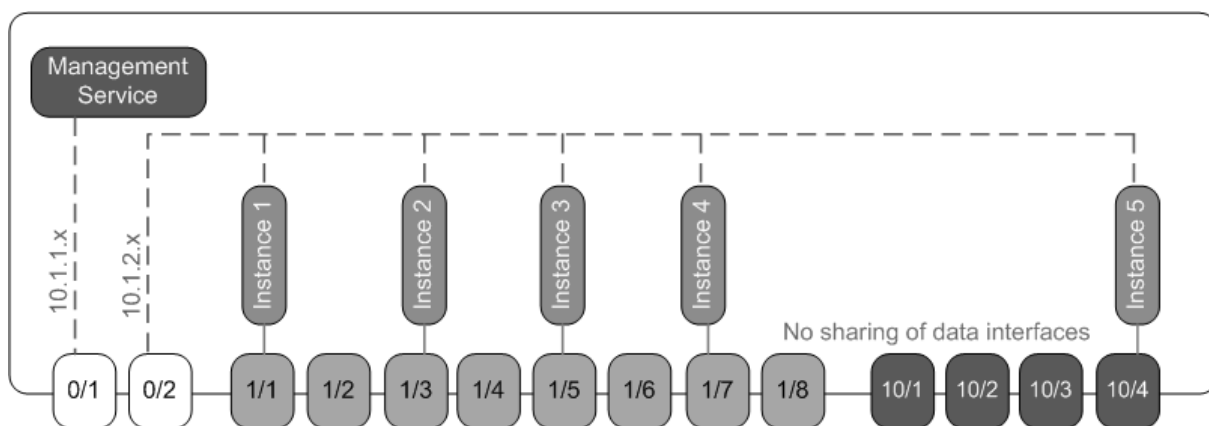 Management
Service
10.1.1.x
10.1.2.x
Instance 1
Instance 2
Instance 3
Instance 4
Instance 5
No sharing of data interfaces
0/1
0/2
1/1
1/2
1/3
1/4
1/5
1/6
1/7
1/8
10/1
10/2
10/3
10/4